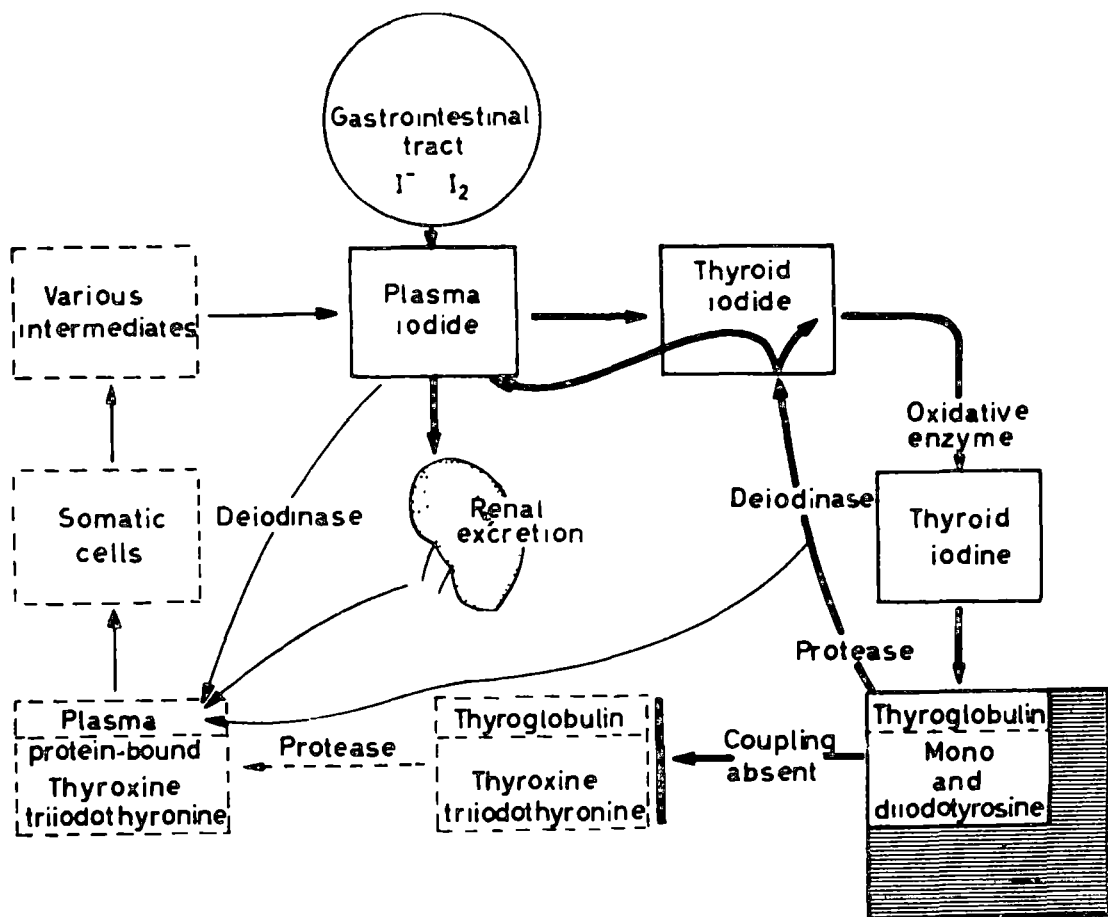 Gastrointestinal
tract
I⁻ I₂
Various
intermediates
Plasma
iodide
Thyroid
iodide
Oxidative
enzyme
Somatic
cells
Deiodinase
Renal
excretion
Deiodinase
Thyroid
iodine
Protease
Plasma
protein-bound
Thyroxine
triiodothyronine
Protease
Thyroglobulin
Thyroxine
triiodothyronine
Coupling
absent
Thyroglobulin
Mono
and
diiodotyrosine